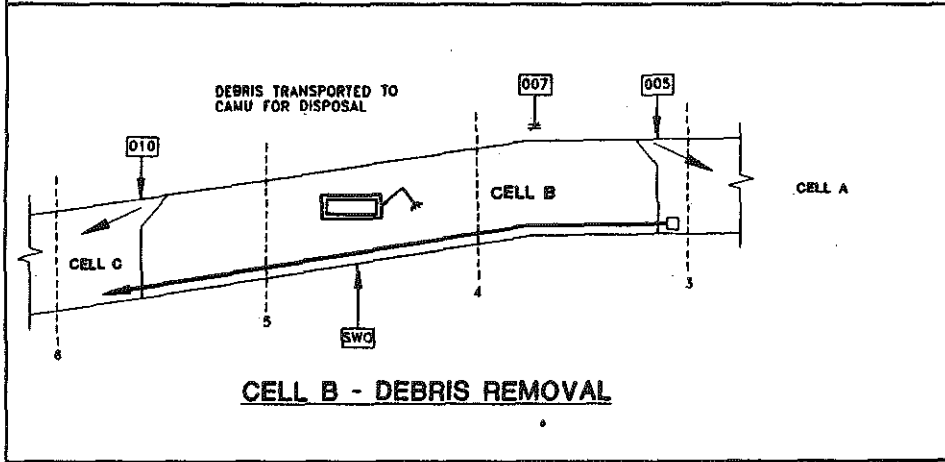 DEBRIS TRANSPORTED TO
CAMU FOR DISPOSAL
007
005
010
CELL B
CELL A
CELL C
3
4
5
6
SWO
CELL B - DEBRIS REMOVAL